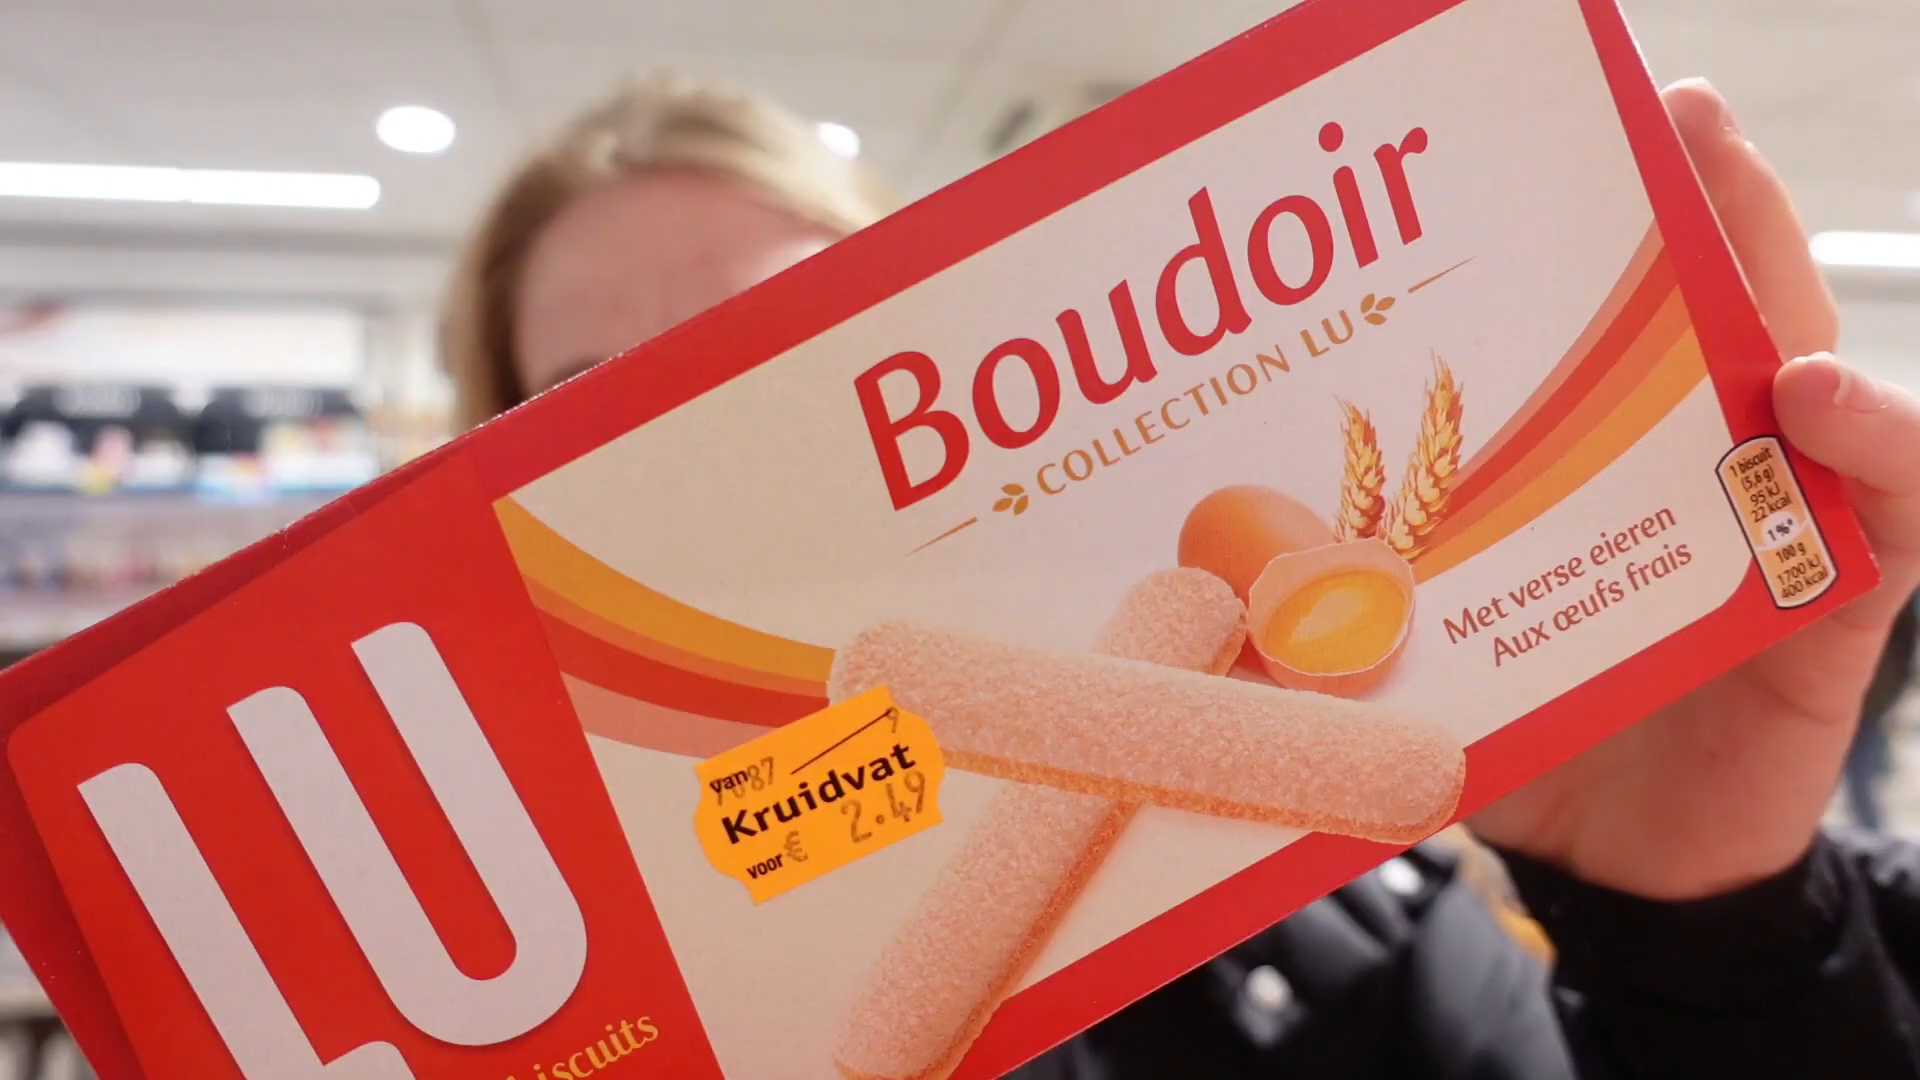 Boudoir
COLLECTION LU
Met verse eieren
Aux œufs frais
1 biscuit
(5,6 g)
95 kJ
22 kcal
1 %*
100 g
1700 kJ
400 kcal
van
Kruidvat
voor € 2.49
LU
biscuits